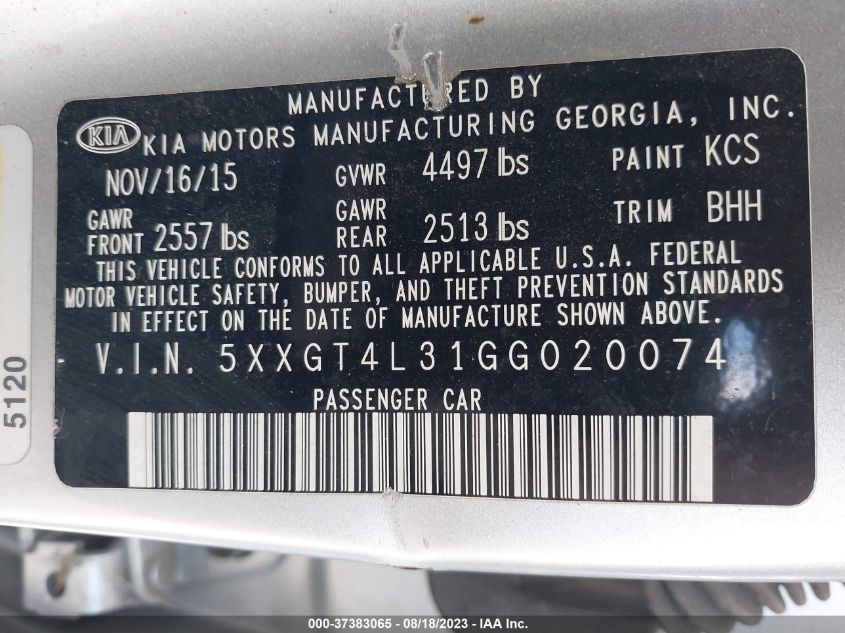 MANUFACTURED BY
KIA KIA MOTORS MANUFACTURING GEORGIA, INC.
NOV/16/15 GVWR 4497 lbs PAINT KCS
GAWR FRONT 2557 lbs GAWR REAR 2513 lbs TRIM BHH
THIS VEHICLE CONFORMS TO ALL APPLICABLE U.S.A. FEDERAL
MOTOR VEHICLE SAFETY, BUMPER, AND THEFT PREVENTION STANDARDS
IN EFFECT ON THE DATE OF MANUFACTURE SHOWN ABOVE.
V.I.N. 5XXGT4L31GG020074
PASSENGER CAR
5120
000-37383065 - 08/18/2023 - IAA Inc.